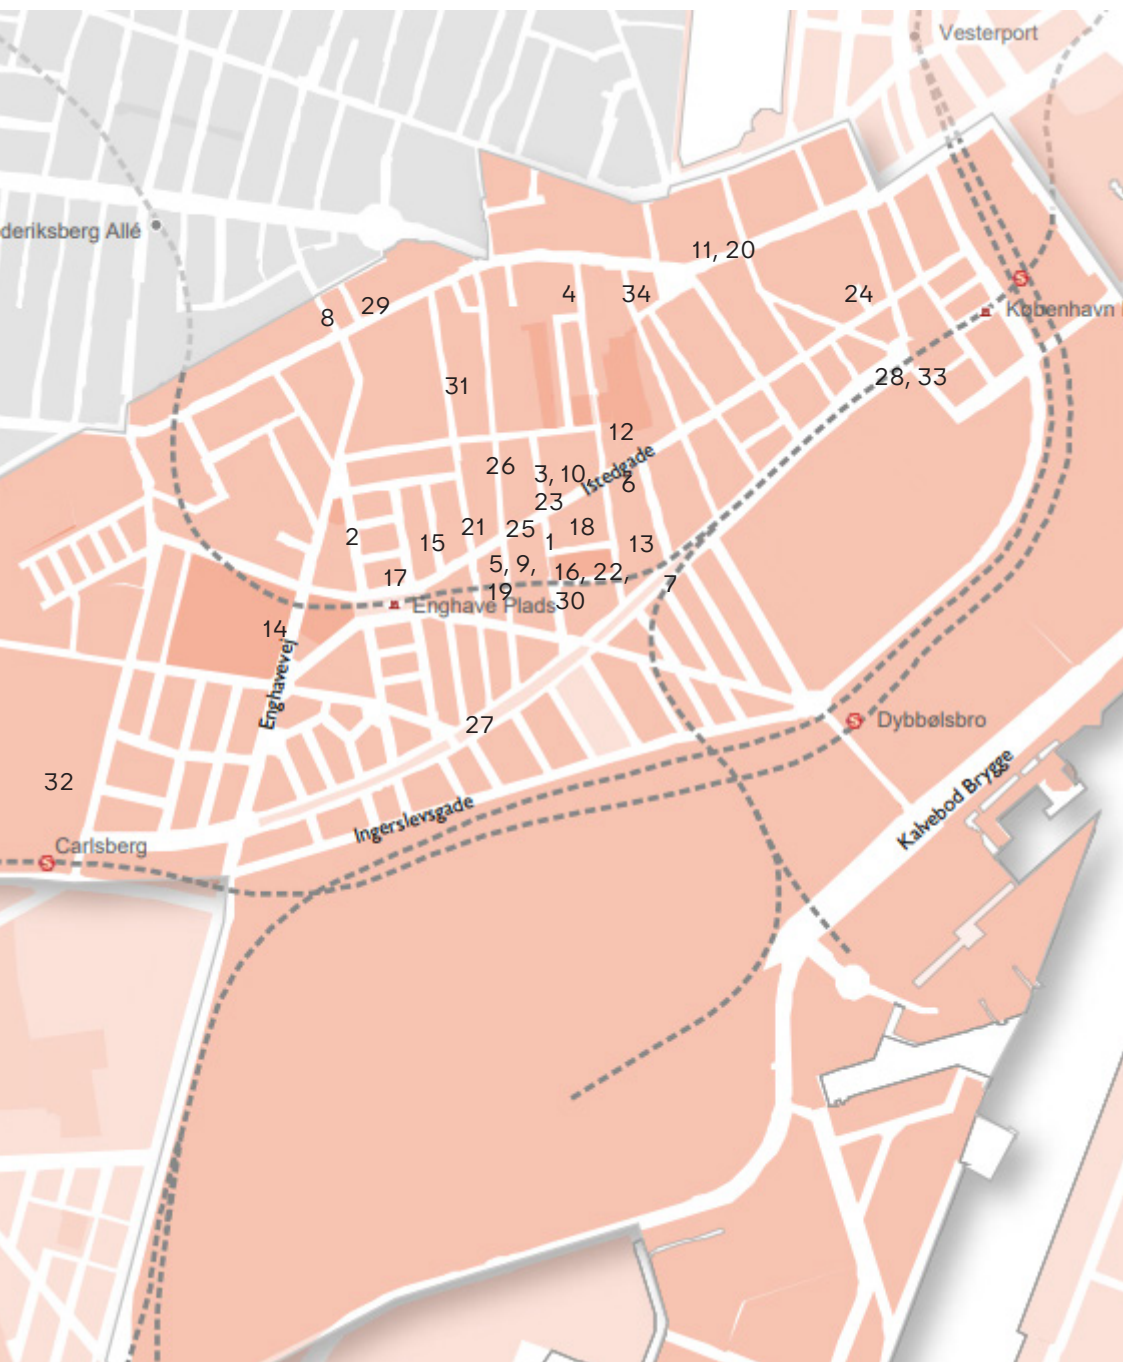 Vesterport
deriksberg Allé
11, 20
4
34
24
29
8
København
28, 33
31
12
Istedgade
26
3, 10,
6
23
2
15
21
25
18
1
13
5, 9,
16, 22,
17
7
19
30
Enghave Plads
14
Enghavevej
27
Dybbølsbro
32
Kalvebod Brygge
Ingerslevsgade
Carlsberg
S
S
S